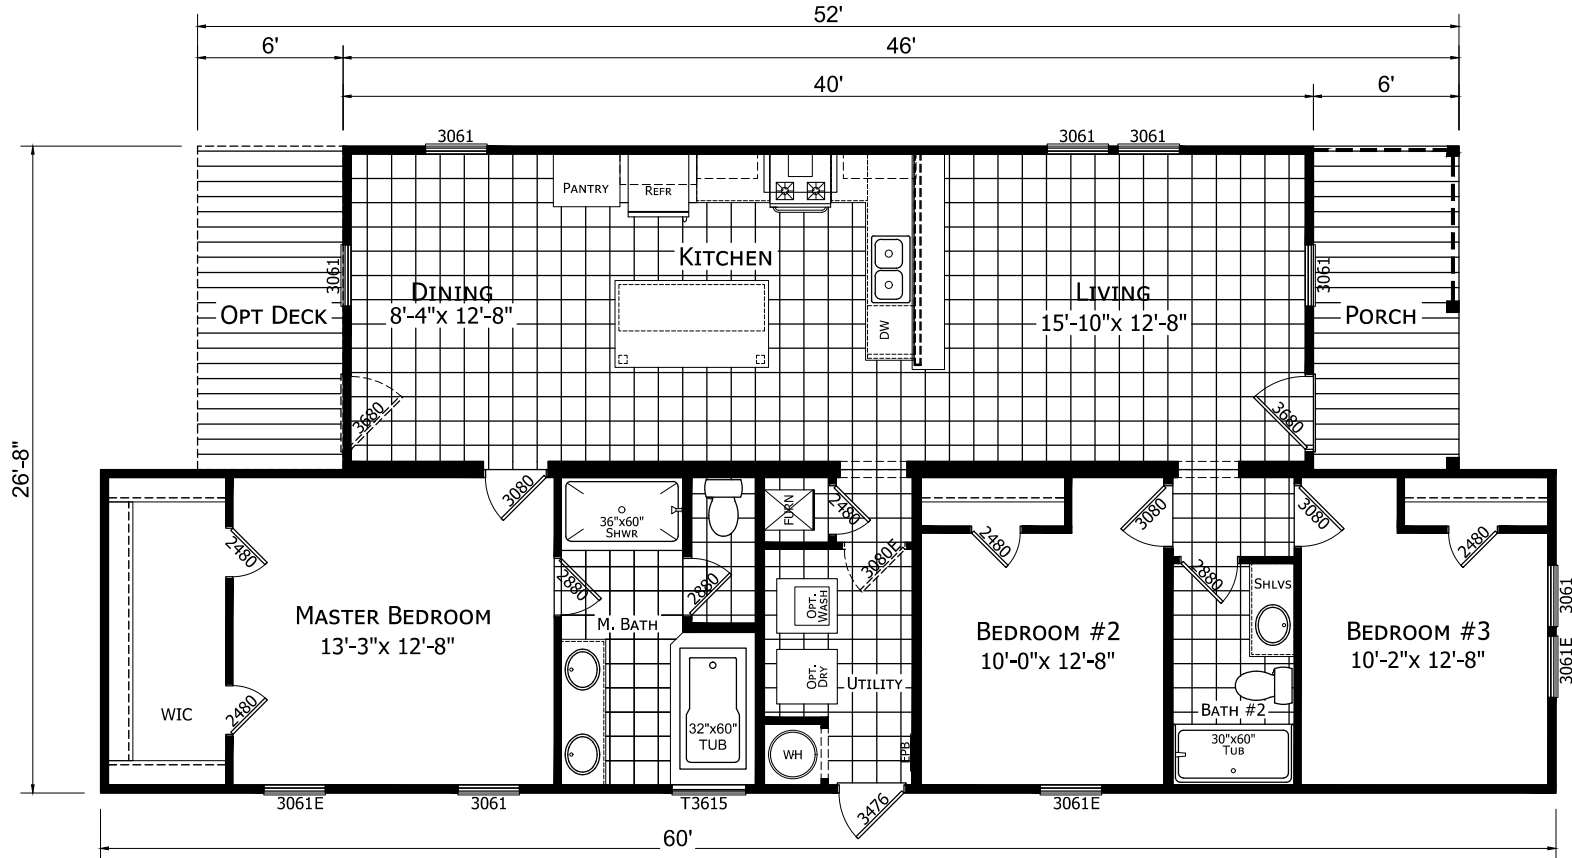 52'
6'
46'
40'
6'
3061
3061
3061
PANTRY
REFR
KITCHEN
3061
DINING
8'-4"x 12'-8"
LIVING
15'-10"x 12'-8"
3061
OPT DECK
PORCH
DW
3680
3680
26'-8"
3080
36"x60"
SHWR
FURN
2480
3080
3080
2480
2480
2480
3080E
2880
2880
2880
OPT.
WASH
SHLVS
3061
MASTER BEDROOM
13'-3"x 12'-8"
M. BATH
BEDROOM #2
10'-0"x 12'-8"
BEDROOM #3
10'-2"x 12'-8"
3061E
OPT.
DRY
UTILITY
2480
WIC
BATH #2
32"x60"
TUB
WH
EPB
30"x60"
TUB
3061E
3061
T3615
3476
3061E
60'